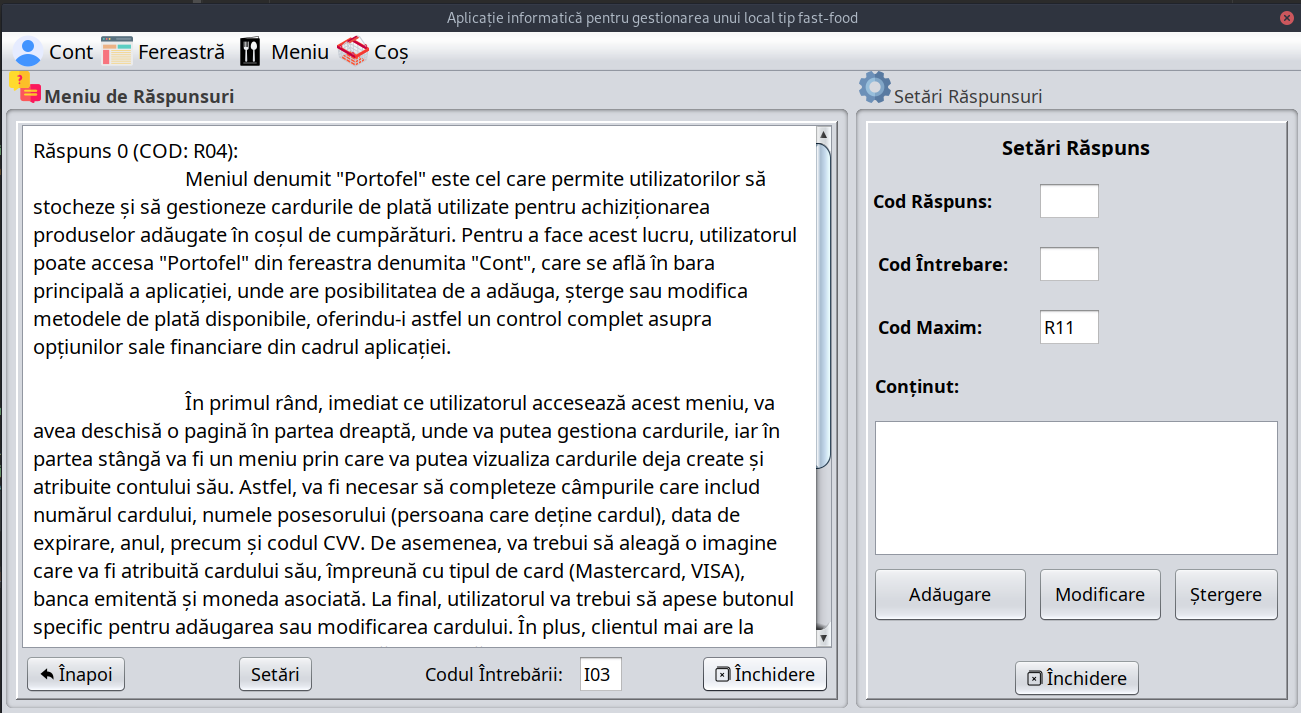 Aplicație informatică pentru gestionarea unui local tip fast-food
Cont Fereastră Meniu Coș
Meniu de Răspunsuri
Răspuns 0 (COD: R04):
Meniul denumit "Portofel" este cel care permite utilizatorilor să
stocheze și să gestioneze cardurile de plată utilizate pentru achiziționarea
produselor adăugate în coșul de cumpărături. Pentru a face acest lucru, utilizatorul
poate accesa "Portofel" din fereastra denumita "Cont", care se află în bara
principală a aplicației, unde are posibilitatea de a adăuga, șterge sau modifica
metodele de plată disponibile, oferindu-i astfel un control complet asupra
opțiunilor sale financiare din cadrul aplicației.
În primul rând, imediat ce utilizatorul accesează acest meniu, va
avea deschisă o pagină în partea dreaptă, unde va putea gestiona cardurile, iar în
partea stângă va fi un meniu prin care va putea vizualiza cardurile deja create și
atribuite contului său. Astfel, va fi necesar să completeze câmpurile care includ
numărul cardului, numele posesorului (persoana care deține cardul), data de
expirare, anul, precum și codul CVV. De asemenea, va trebui să aleagă o imagine
care va fi atribuită cardului său, împreună cu tipul de card (Mastercard, VISA),
banca emitentă și moneda asociată. La final, utilizatorul va trebui să apese butonul
specific pentru adăugarea sau modificarea cardului. În plus, clientul mai are la
Înapoi Setări Codul Întrebării: I03 Închidere
Setări Răspunsuri
Setări Răspuns
Cod Răspuns:
Cod Întrebare:
Cod Maxim: R11
Conținut:
Adăugare Modificare Ștergere
Închidere